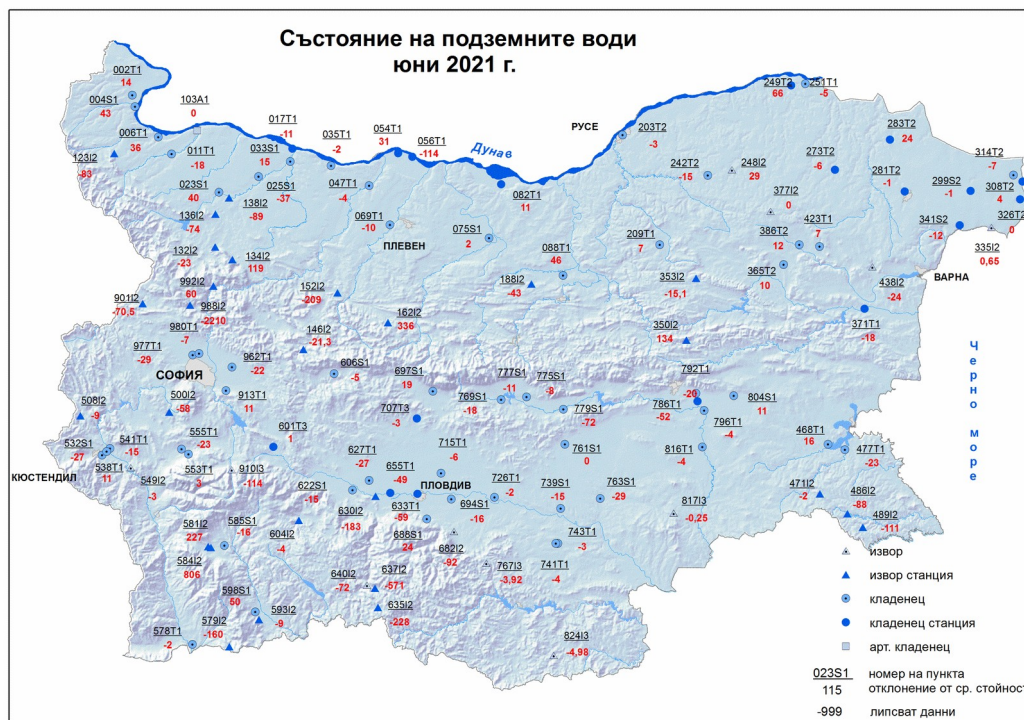 Състояние на подземните води
юни 2021 г.
002T1
14
004S1
43
103A1
0
006T1
36
011T1
-18
017T1
-11
033S1
15
035T1
-2
054T1
31
056T1
-114
123I2
-83
023S1
40
025S1
-37
138I2
-89
047T1
-4
136I2
-74
069T1
-10
132I2
-23
134I2
119
ПЛЕВЕН
075S1
2
082T1
11
088T1
46
Дунав
РУСЕ
203T2
-3
249T2
66
251T1
-5
283T2
24
242T2
-15
248I2
29
273T2
-6
281T2
-1
299S2
-1
314T2
-7
308T2
4
326T2
0
377I2
0
423T1
7
386T2
12
341S2
-12
335I2
0,65
209T1
7
365T2
10
438I2
-24
ВАРНА
353I2
-15,1
188I2
-43
152I2
-209
162I2
336
992I2
60
901I2
-70,5
988I2
-2210
980T1
-7
977T1
-29
146I2
-21,3
350I2
134
371T1
-18
СОФИЯ
962T1
-22
606S1
-5
697S1
19
777S1
-11
775S1
-8
792T1
-20
913T1
11
500I2
-58
508I2
-9
769S1
-18
779S1
-72
786T1
-52
804S1
11
707T3
-3
796T1
-4
601T3
1
532S1
-27
541T1
-15
555T1
-23
627T1
-27
715T1
-6
761S1
0
816T1
-4
468T1
16
477T1
-23
КЮСТЕНДИЛ
538T1
11
549I2
-3
553T1
3
910I3
-114
655T1
-49
ПЛОВДИВ
622S1
-15
630I2
-183
633T1
-59
694S1
-16
726T1
-2
739S1
-15
763S1
-29
471I2
-2
486I2
-88
489I2
-111
817I3
-0,25
581I2
227
585S1
-16
604I2
-4
688S1
24
682I2
-92
743T1
-3
741T1
-4
584I2
806
640I2
-72
637I2
-571
767I3
-3,92
598S1
50
593I2
-9
635I2
-228
579I2
-160
578T1
-2
824I3
-4,98
Черно море
извор
извор станция
кладенец
кладенец станция
арт. кладенец
023S1 номер на пункта
115 отклонение от ср. стойност
-999 липсват данни